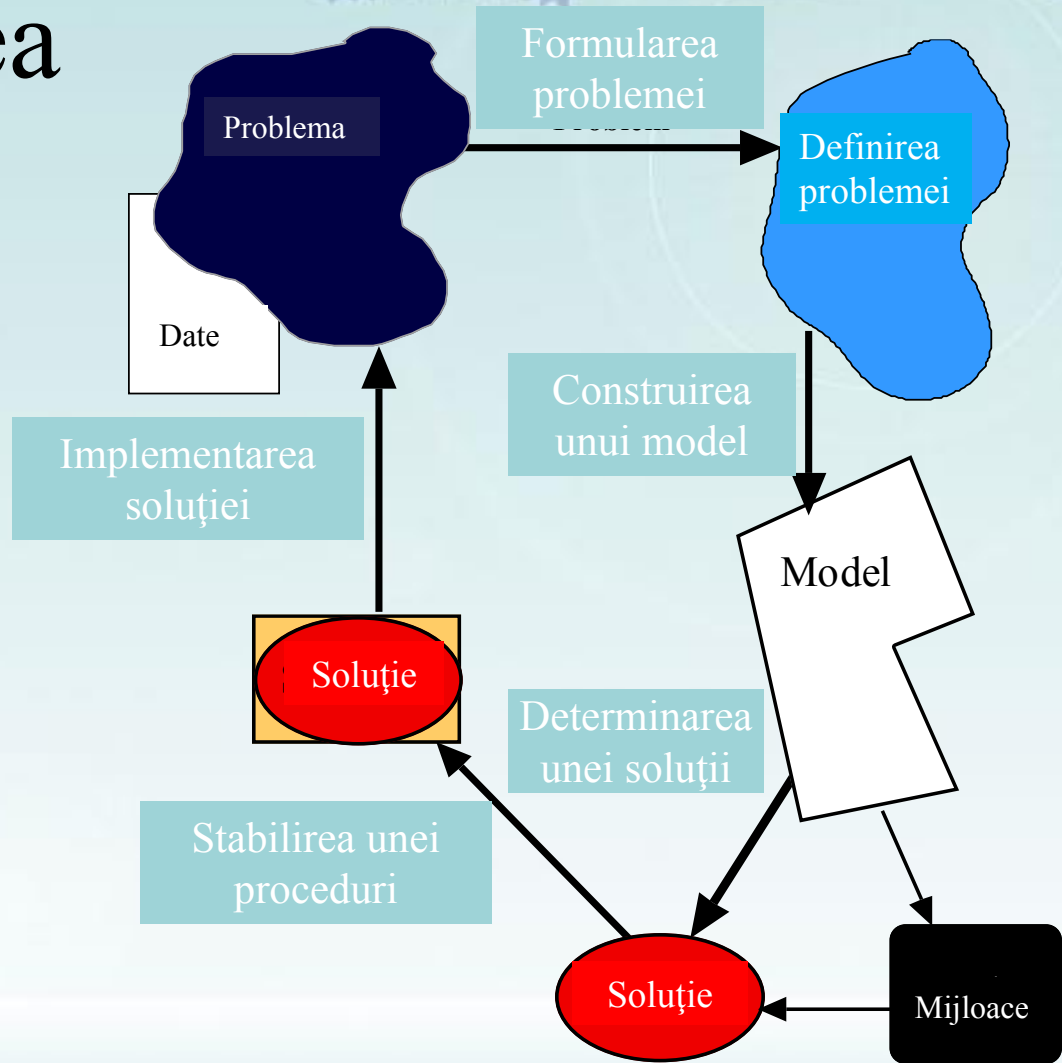 ea
Formularea
problemei
Problema
Definirea
problemei
Date
Construirea
unui model
Implementarea
soluţiei
Model
Soluţie
Determinarea
unei soluţii
Stabilirea unei
proceduri
Soluţie
Mijloace